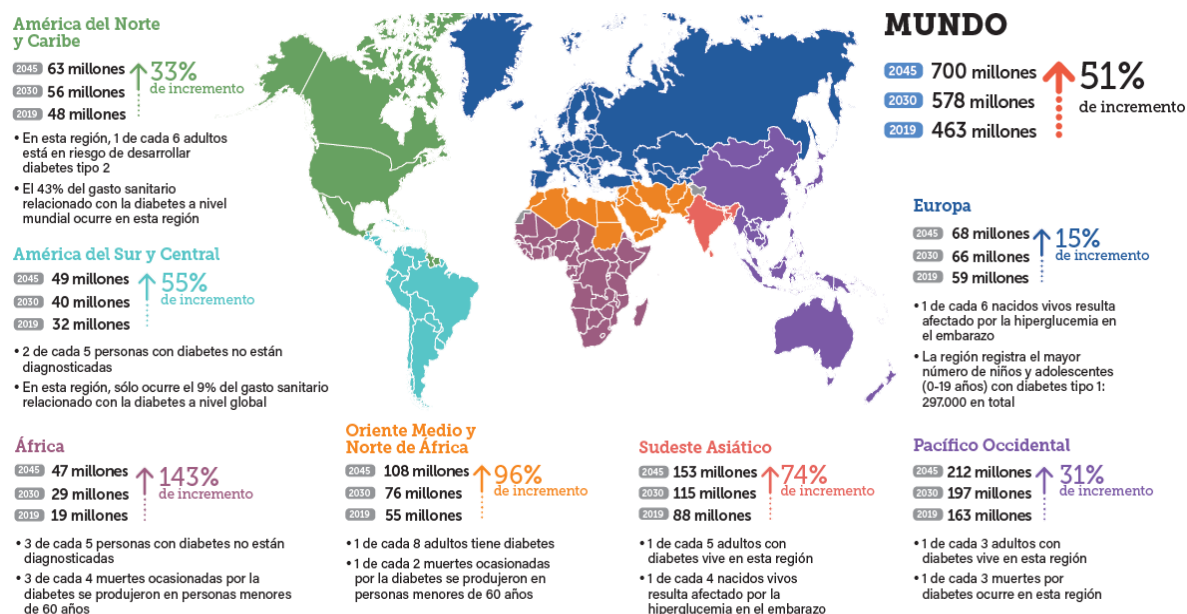 América del Norte
y Caribe
2045 63 millones
2030 56 millones
2019 48 millones
33%
de incremento
• En esta región, 1 de cada 6 adultos
está en riesgo de desarrollar
diabetes tipo 2
• El 43% del gasto sanitario
relacionado con la diabetes a nivel
mundial ocurre en esta región
América del Sur y Central
2045 49 millones
2030 40 millones
2019 32 millones
55%
de incremento
• 2 de cada 5 personas con diabetes no están
diagnosticadas
• En esta región, sólo ocurre el 9% del gasto sanitario
relacionado con la diabetes a nivel global
MUNDO
2045 700 millones
2030 578 millones
2019 463 millones
51%
de incremento
Europa
2045 68 millones
2030 66 millones
2019 59 millones
15%
de incremento
• 1 de cada 6 nacidos vivos resulta
afectado por la hiperglucemia en
el embarazo
• La región registra el mayor
número de niños y adolescentes
(0-19 años) con diabetes tipo 1:
297.000 en total
África
2045 47 millones
2030 29 millones
2019 19 millones
143%
de incremento
• 3 de cada 5 personas con diabetes no están
diagnosticadas
• 3 de cada 4 muertes ocasionadas por la
diabetes se produjeron en personas menores
de 60 años
Oriente Medio y
Norte de África
2045 108 millones
2030 76 millones
2019 55 millones
96%
de incremento
• 1 de cada 8 adultos tiene diabetes
• 1 de cada 2 muertes ocasionadas
por la diabetes se produjeron en
personas menores de 60 años
Sudeste Asiático
2045 153 millones
2030 115 millones
2019 88 millones
74%
de incremento
• 1 de cada 5 adultos con
diabetes vive en esta región
• 1 de cada 4 nacidos vivos
resulta afectado por la
hiperglucemia en el embarazo
Pacífico Occidental
2045 212 millones
2030 197 millones
2019 163 millones
31%
de incremento
• 1 de cada 3 adultos con
diabetes vive en esta región
• 1 de cada 3 muertes por
diabetes ocurre en esta región